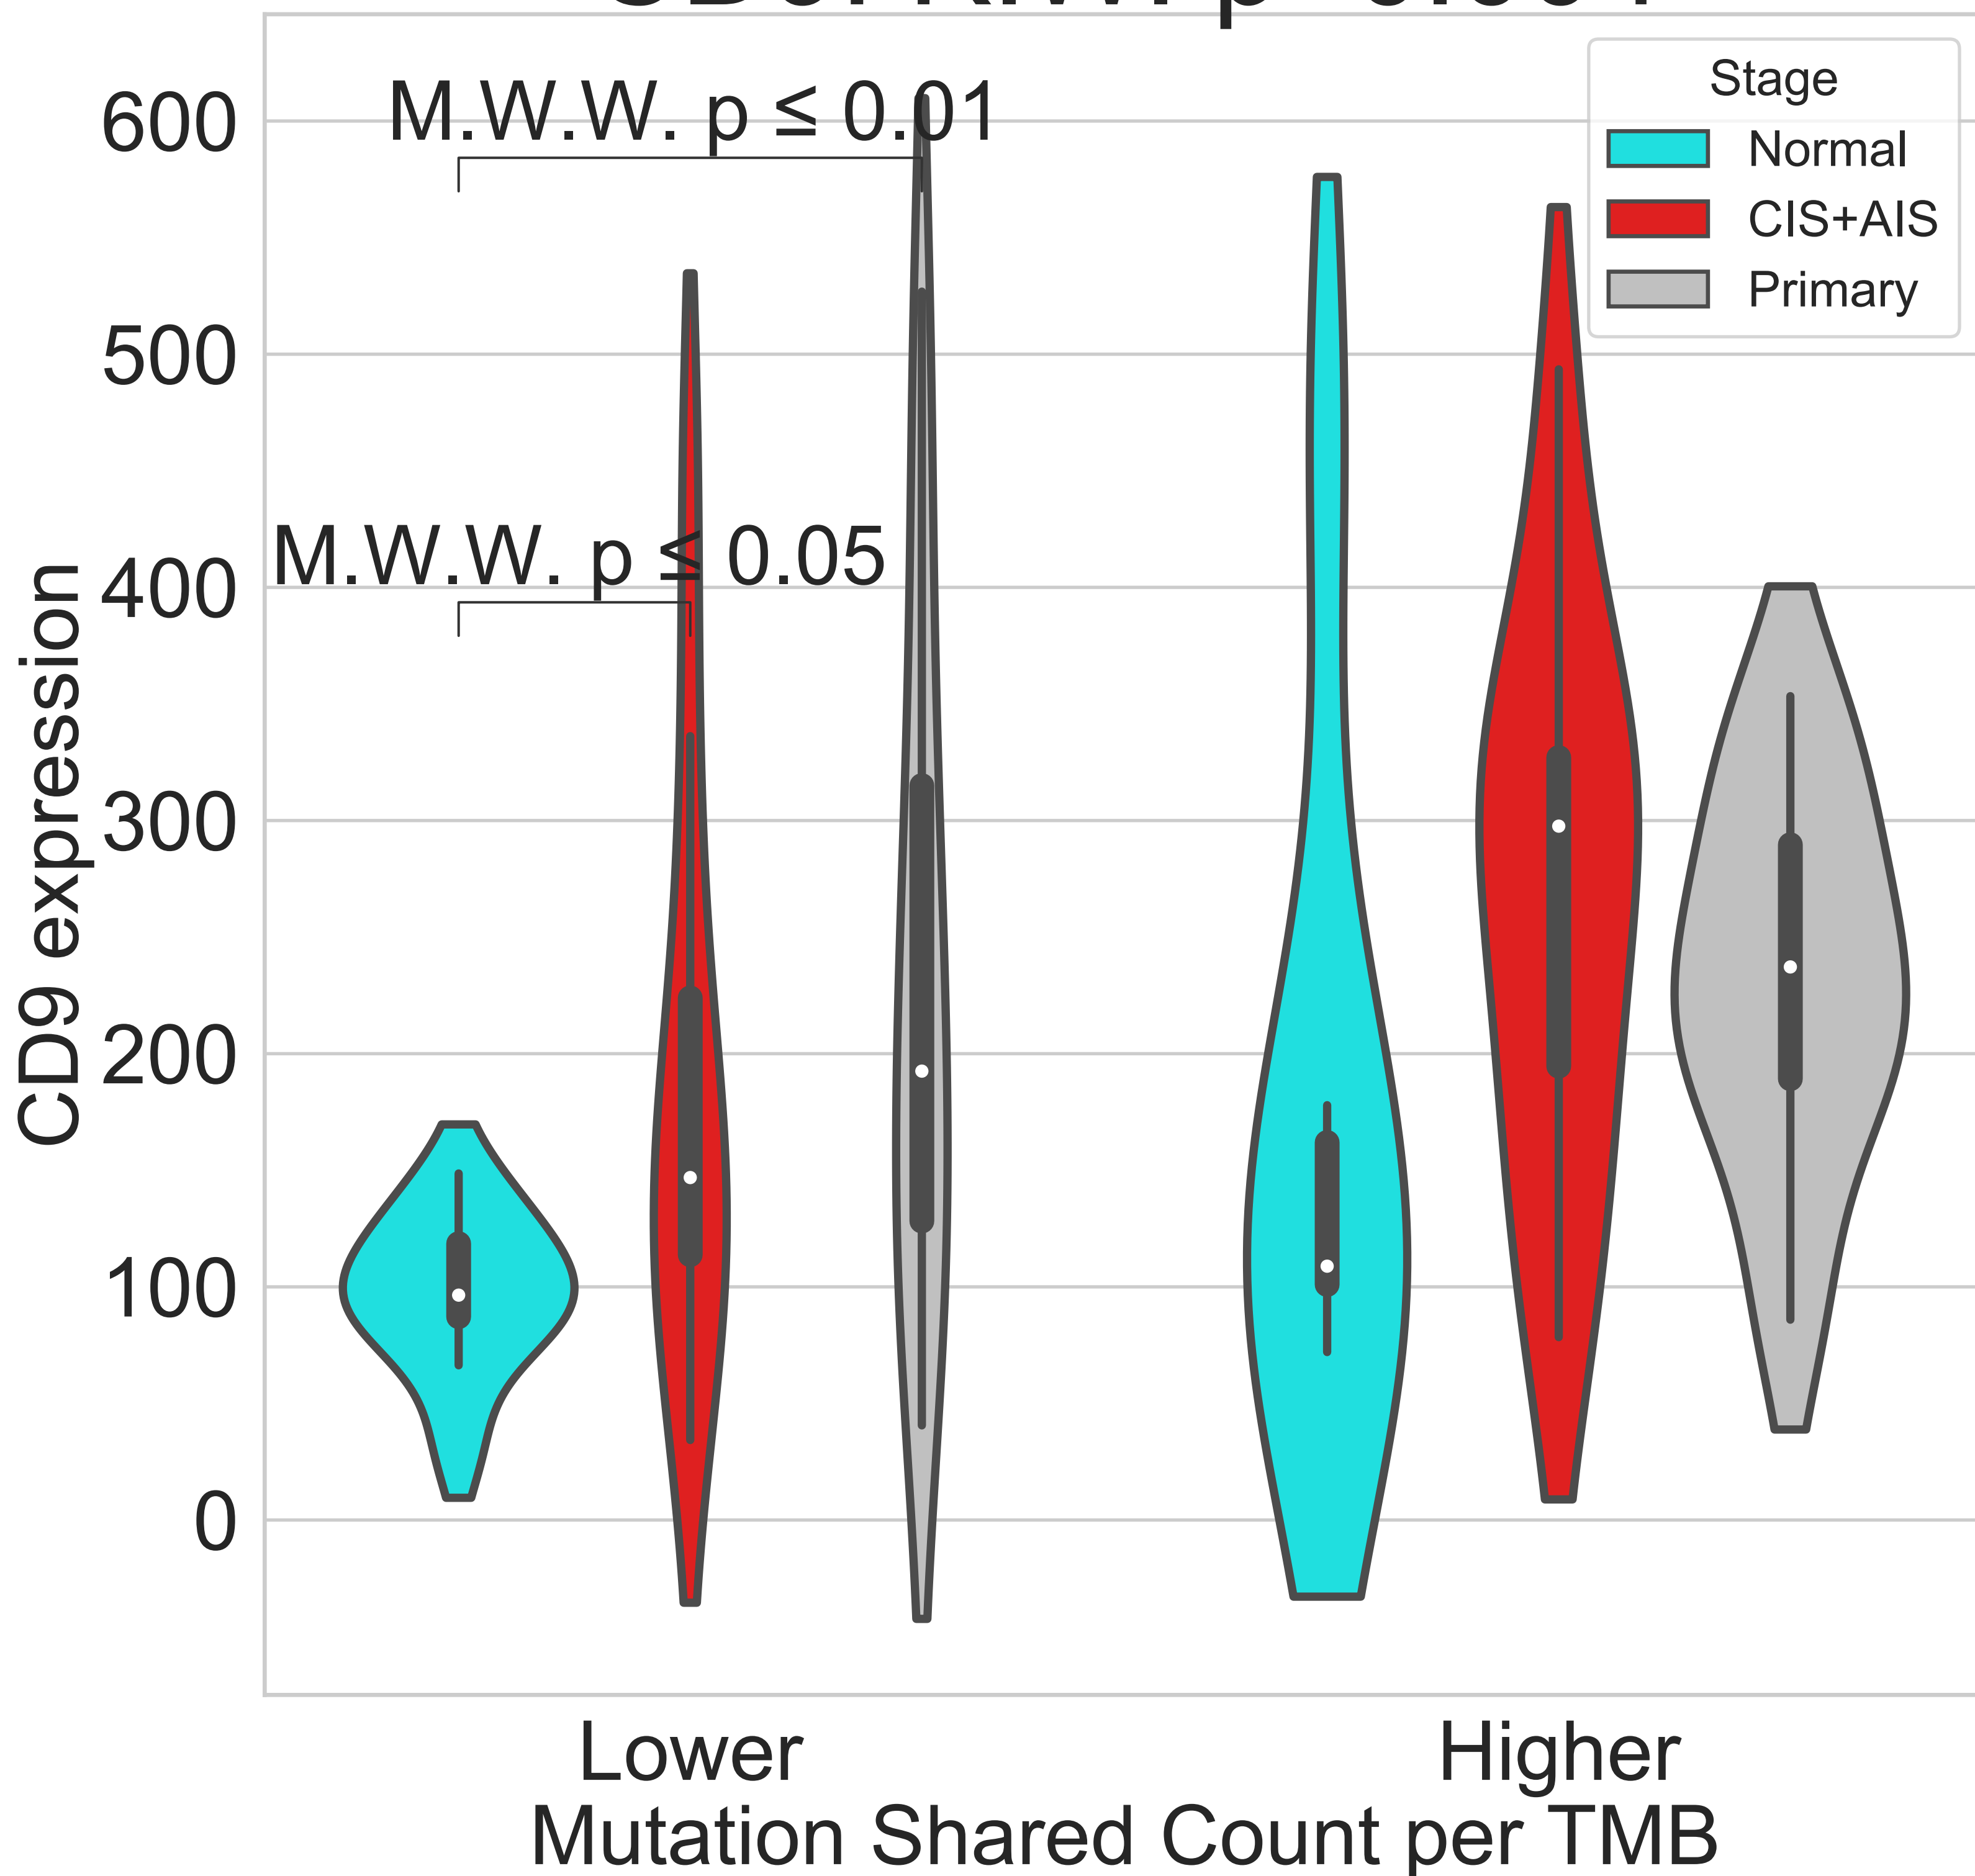 Stage
Normal
CIS+AIS
Primary
M.W.W. p ≤ 0.01
M.W.W. p ≤ 0.05
CD9 expression
600
500
400
300
200
100
0
Lower
Higher
Mutation Shared Count per TMB